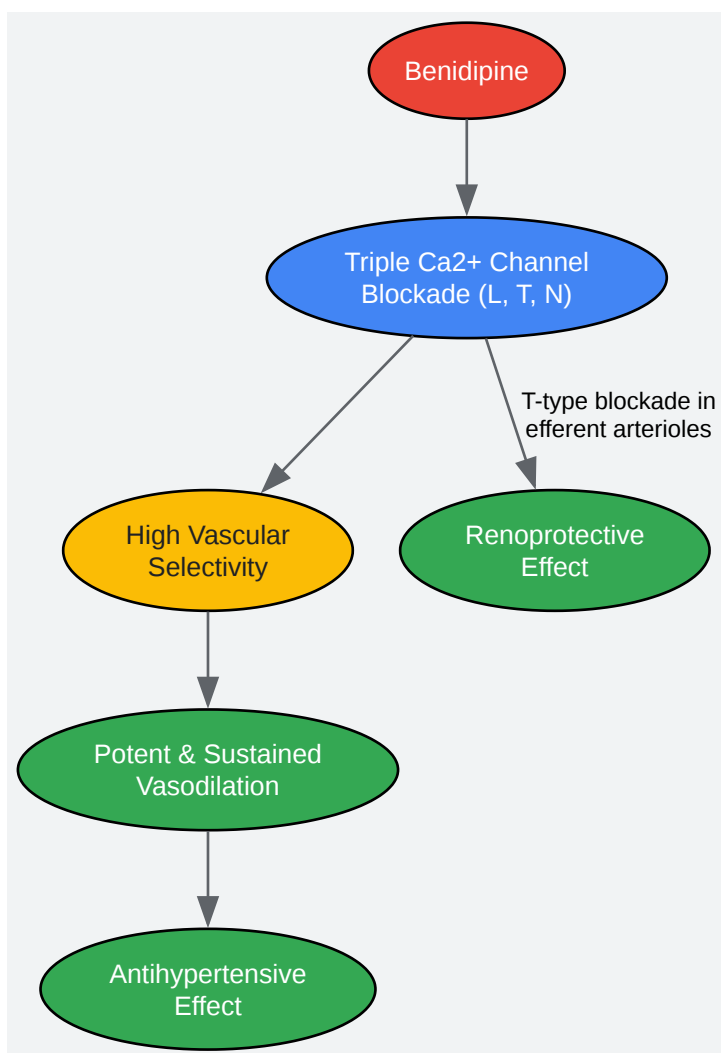 Benidipine
Triple Ca2+ Channel
Blockade (L, T, N)
T-type blockade in
efferent arterioles
High Vascular
Selectivity
Renoprotective
Effect
Potent & Sustained
Vasodilation
Antihypertensive
Effect